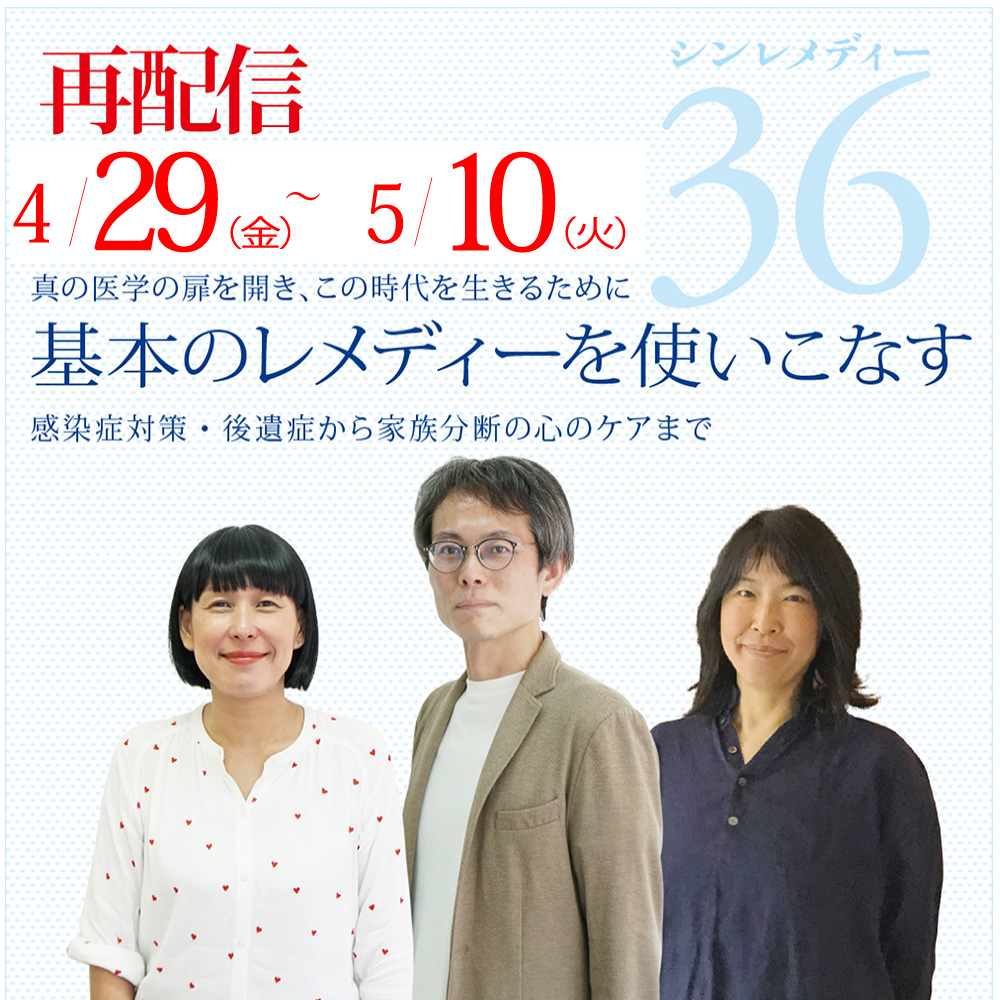 再配信
シンレメディー
36
4/29(金)～5/10(火)
真の医学の扉を開き、この時代を生きるために
基本のレメディーを使いこなす
感染症対策・後遺症から家族分断の心のケアまで